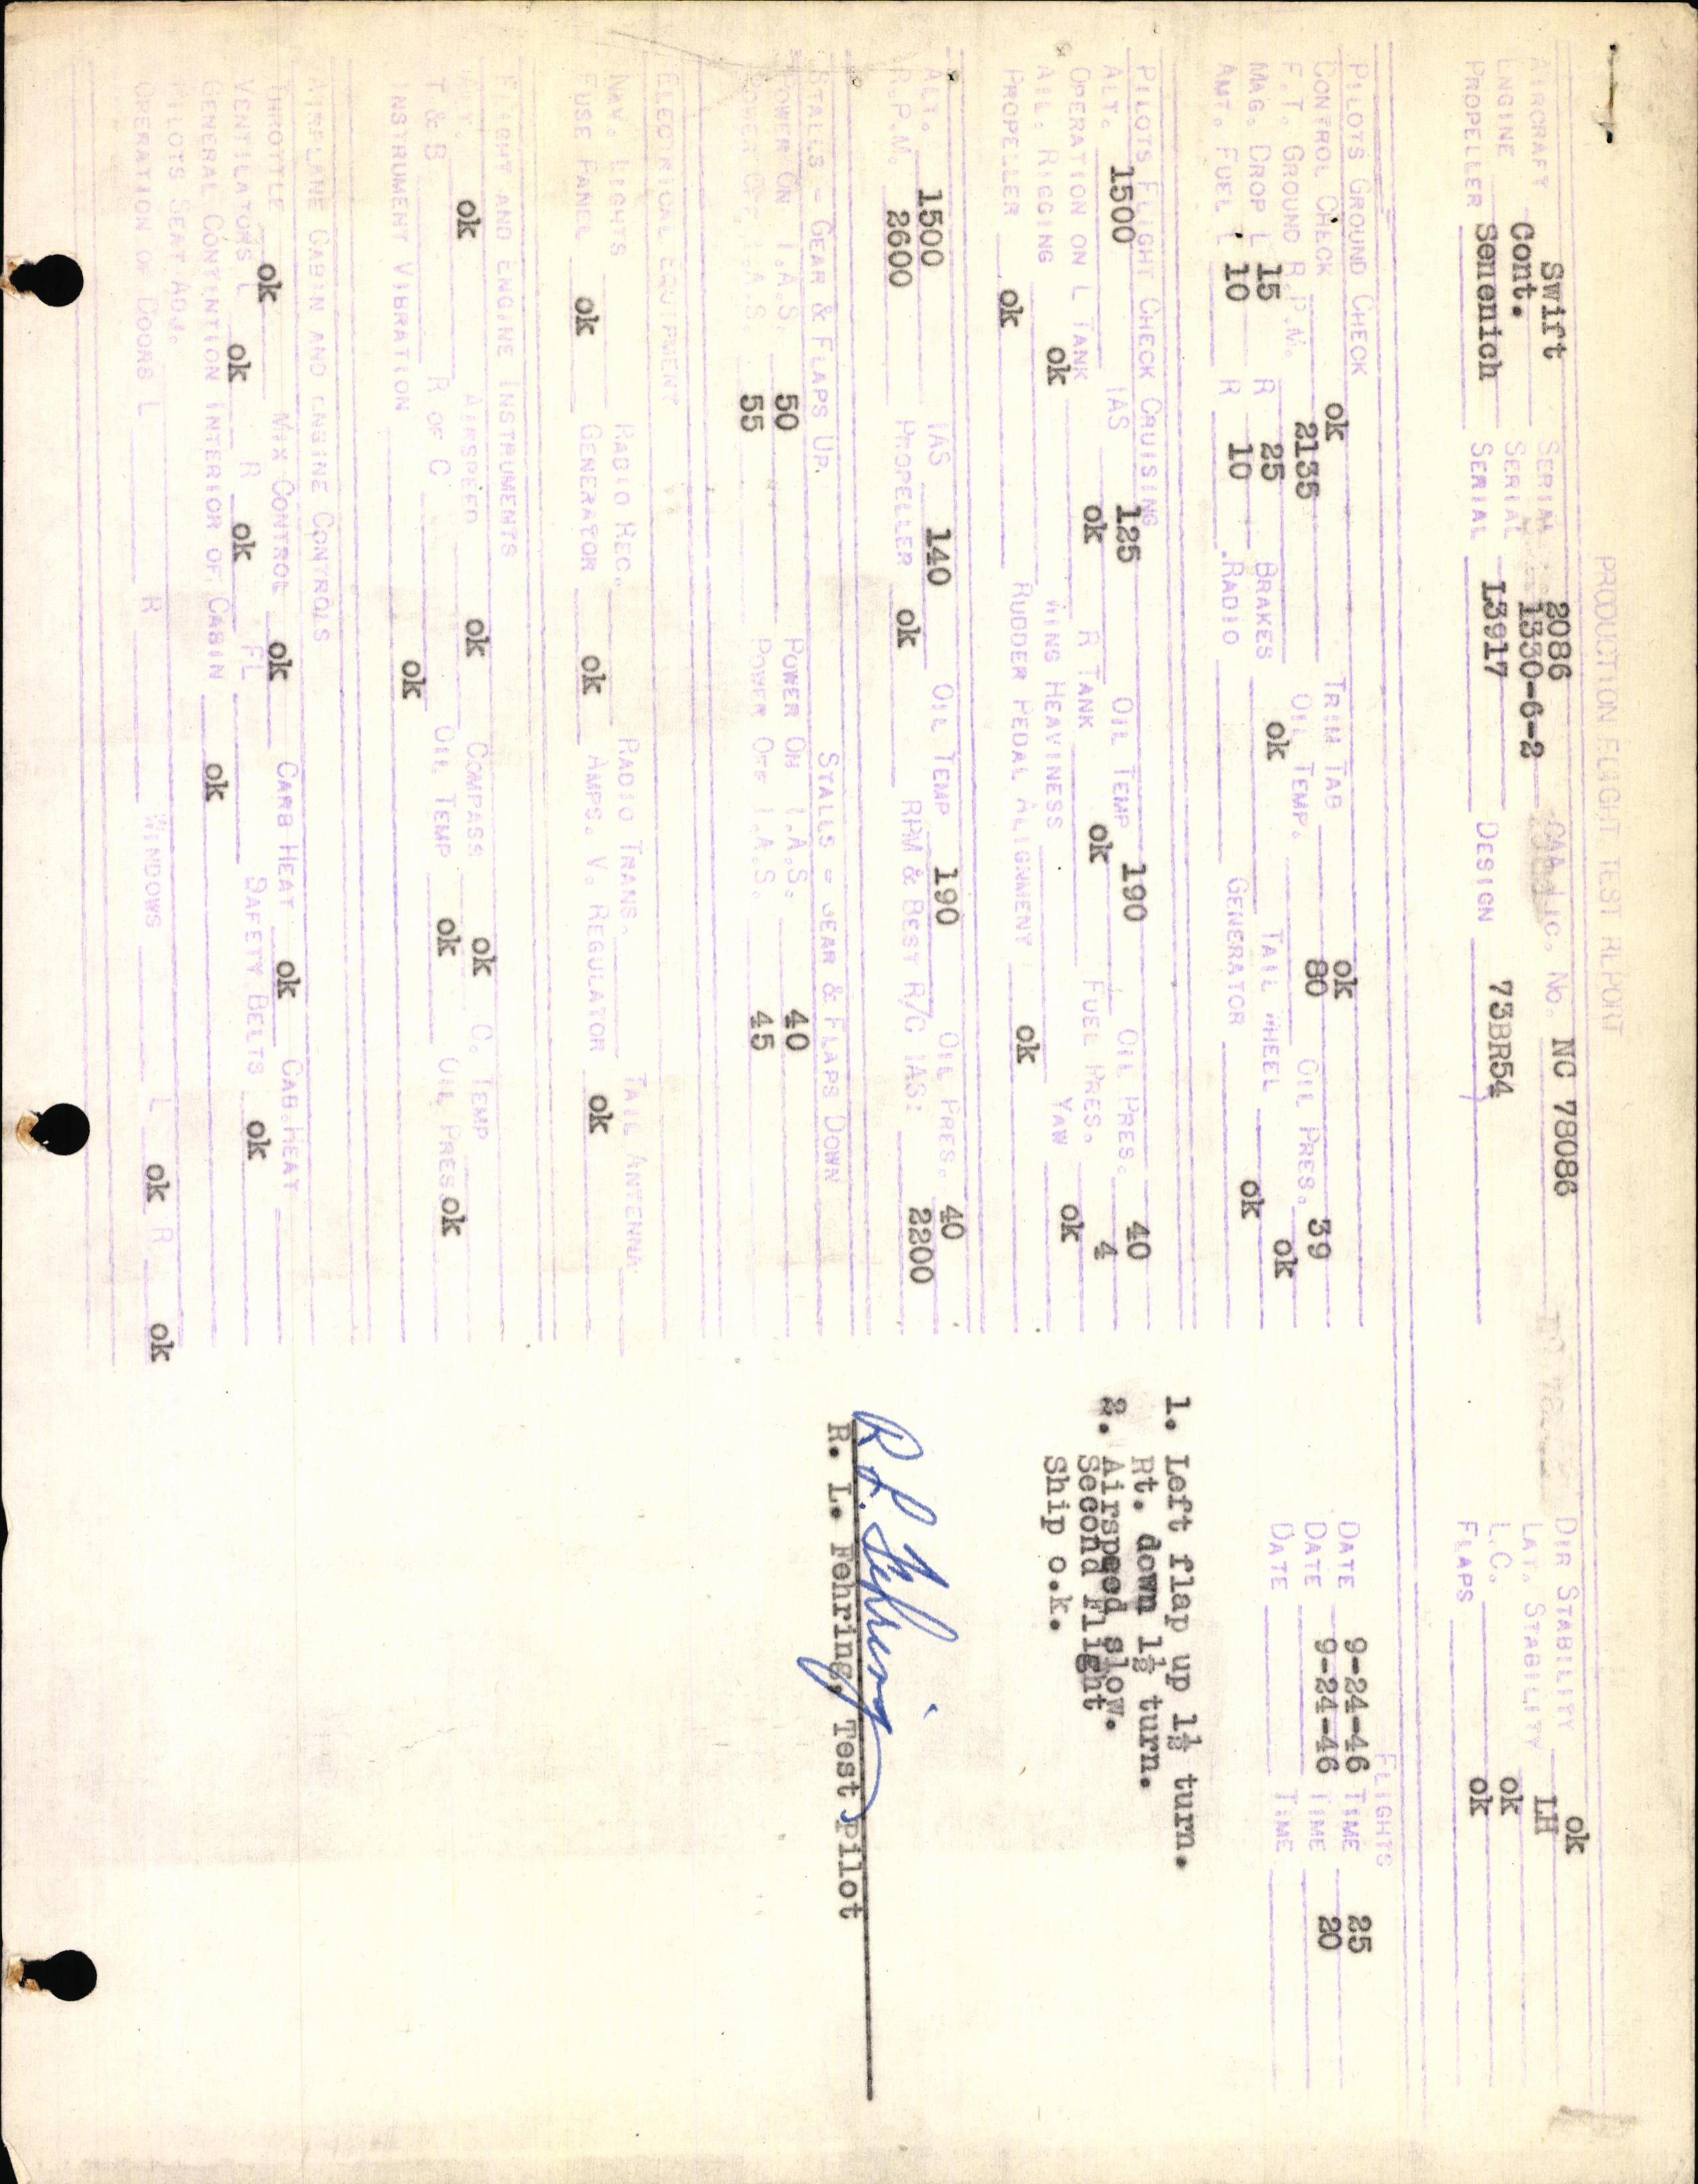 PRODUCTION FLIGHT TEST REPORT
AIRCRAFT Swift SERIAL 2086 CAA Lic. No. NC 78086 DIR STABILITY ok
ENGINE Cont. SERIAL 1330-6-2 LAT. STABILITY LH
PROPELLER Senenich SERIAL L3917 DESIGN 73BR54 L.C. ok
FLAPS ok
PILOTS GROUND CHECK FLIGHTS
CONTROL CHECK ok TRIM TAB ok DATE 9-24-46 TIME 25
F.T. GROUND R.P.M. 2135 OIL TEMP. 80 OIL PRES. 39 DATE 9-24-46 TIME 20
MAG. DROP L 15 R 25 BRAKES ok TAIL WHEEL ok DATE TIME
AMT. FUEL L 10 R 10 RADIO GENERATOR ok
PILOTS FLIGHT CHECK CRUISING
ALT. 1500 IAS 125 OIL TEMP 190 OIL PRES. 40
OPERATION ON L TANK ok R TANK ok FUEL PRES. 4
AIL. RIGGING ok WING HEAVINESS YAW ok
PROPELLER ok RUDDER PEDAL ALIGNMENT ok
1. Left flap up 1½ turn.
Rt. down 1½ turn.
2. Airspeed slow.
Second Flight
Ship o.k.
ALT. 1500 IAS 140 OIL TEMP 190 OIL PRES. 40
R.P.M. 2600 PROPELLER ok RPM & BEST R/C IAS: 2200
R L. Fehring
R. L. Fehring, Test Pilot
STALLS - GEAR & FLAPS UP. STALLS - GEAR & FLAPS DOWN
POWER ON I.A.S. 50 POWER ON I.A.S. 40
POWER OFF I.A.S. 55 POWER OFF I.A.S. 45
ELECTRICAL EQUIPMENT
NAV. LIGHTS RADIO REC. RADIO TRANS. TAIL ANTENNA
FUSE PANEL ok GENERATOR ok AMPS. V. REGULATOR ok
FLIGHT AND ENGINE INSTRUMENTS
ALT. ok AIRSPEED ok COMPASS ok C. TEMP
T & B R OF C OIL TEMP ok OIL PRES. ok
INSTRUMENT VIBRATION ok
AIRPLANE CABIN AND ENGINE CONTROLS
THROTTLE ok MIX CONTROL ok CARB HEAT ok CAB. HEAT
VENTILATORS L ok R ok FL SAFETY BELTS ok
GENERAL CONTENTION INTERIOR OF CABIN ok
PILOTS SEAT ADJ.
OPERATION OF DOORS L R WINDOWS L ok R ok